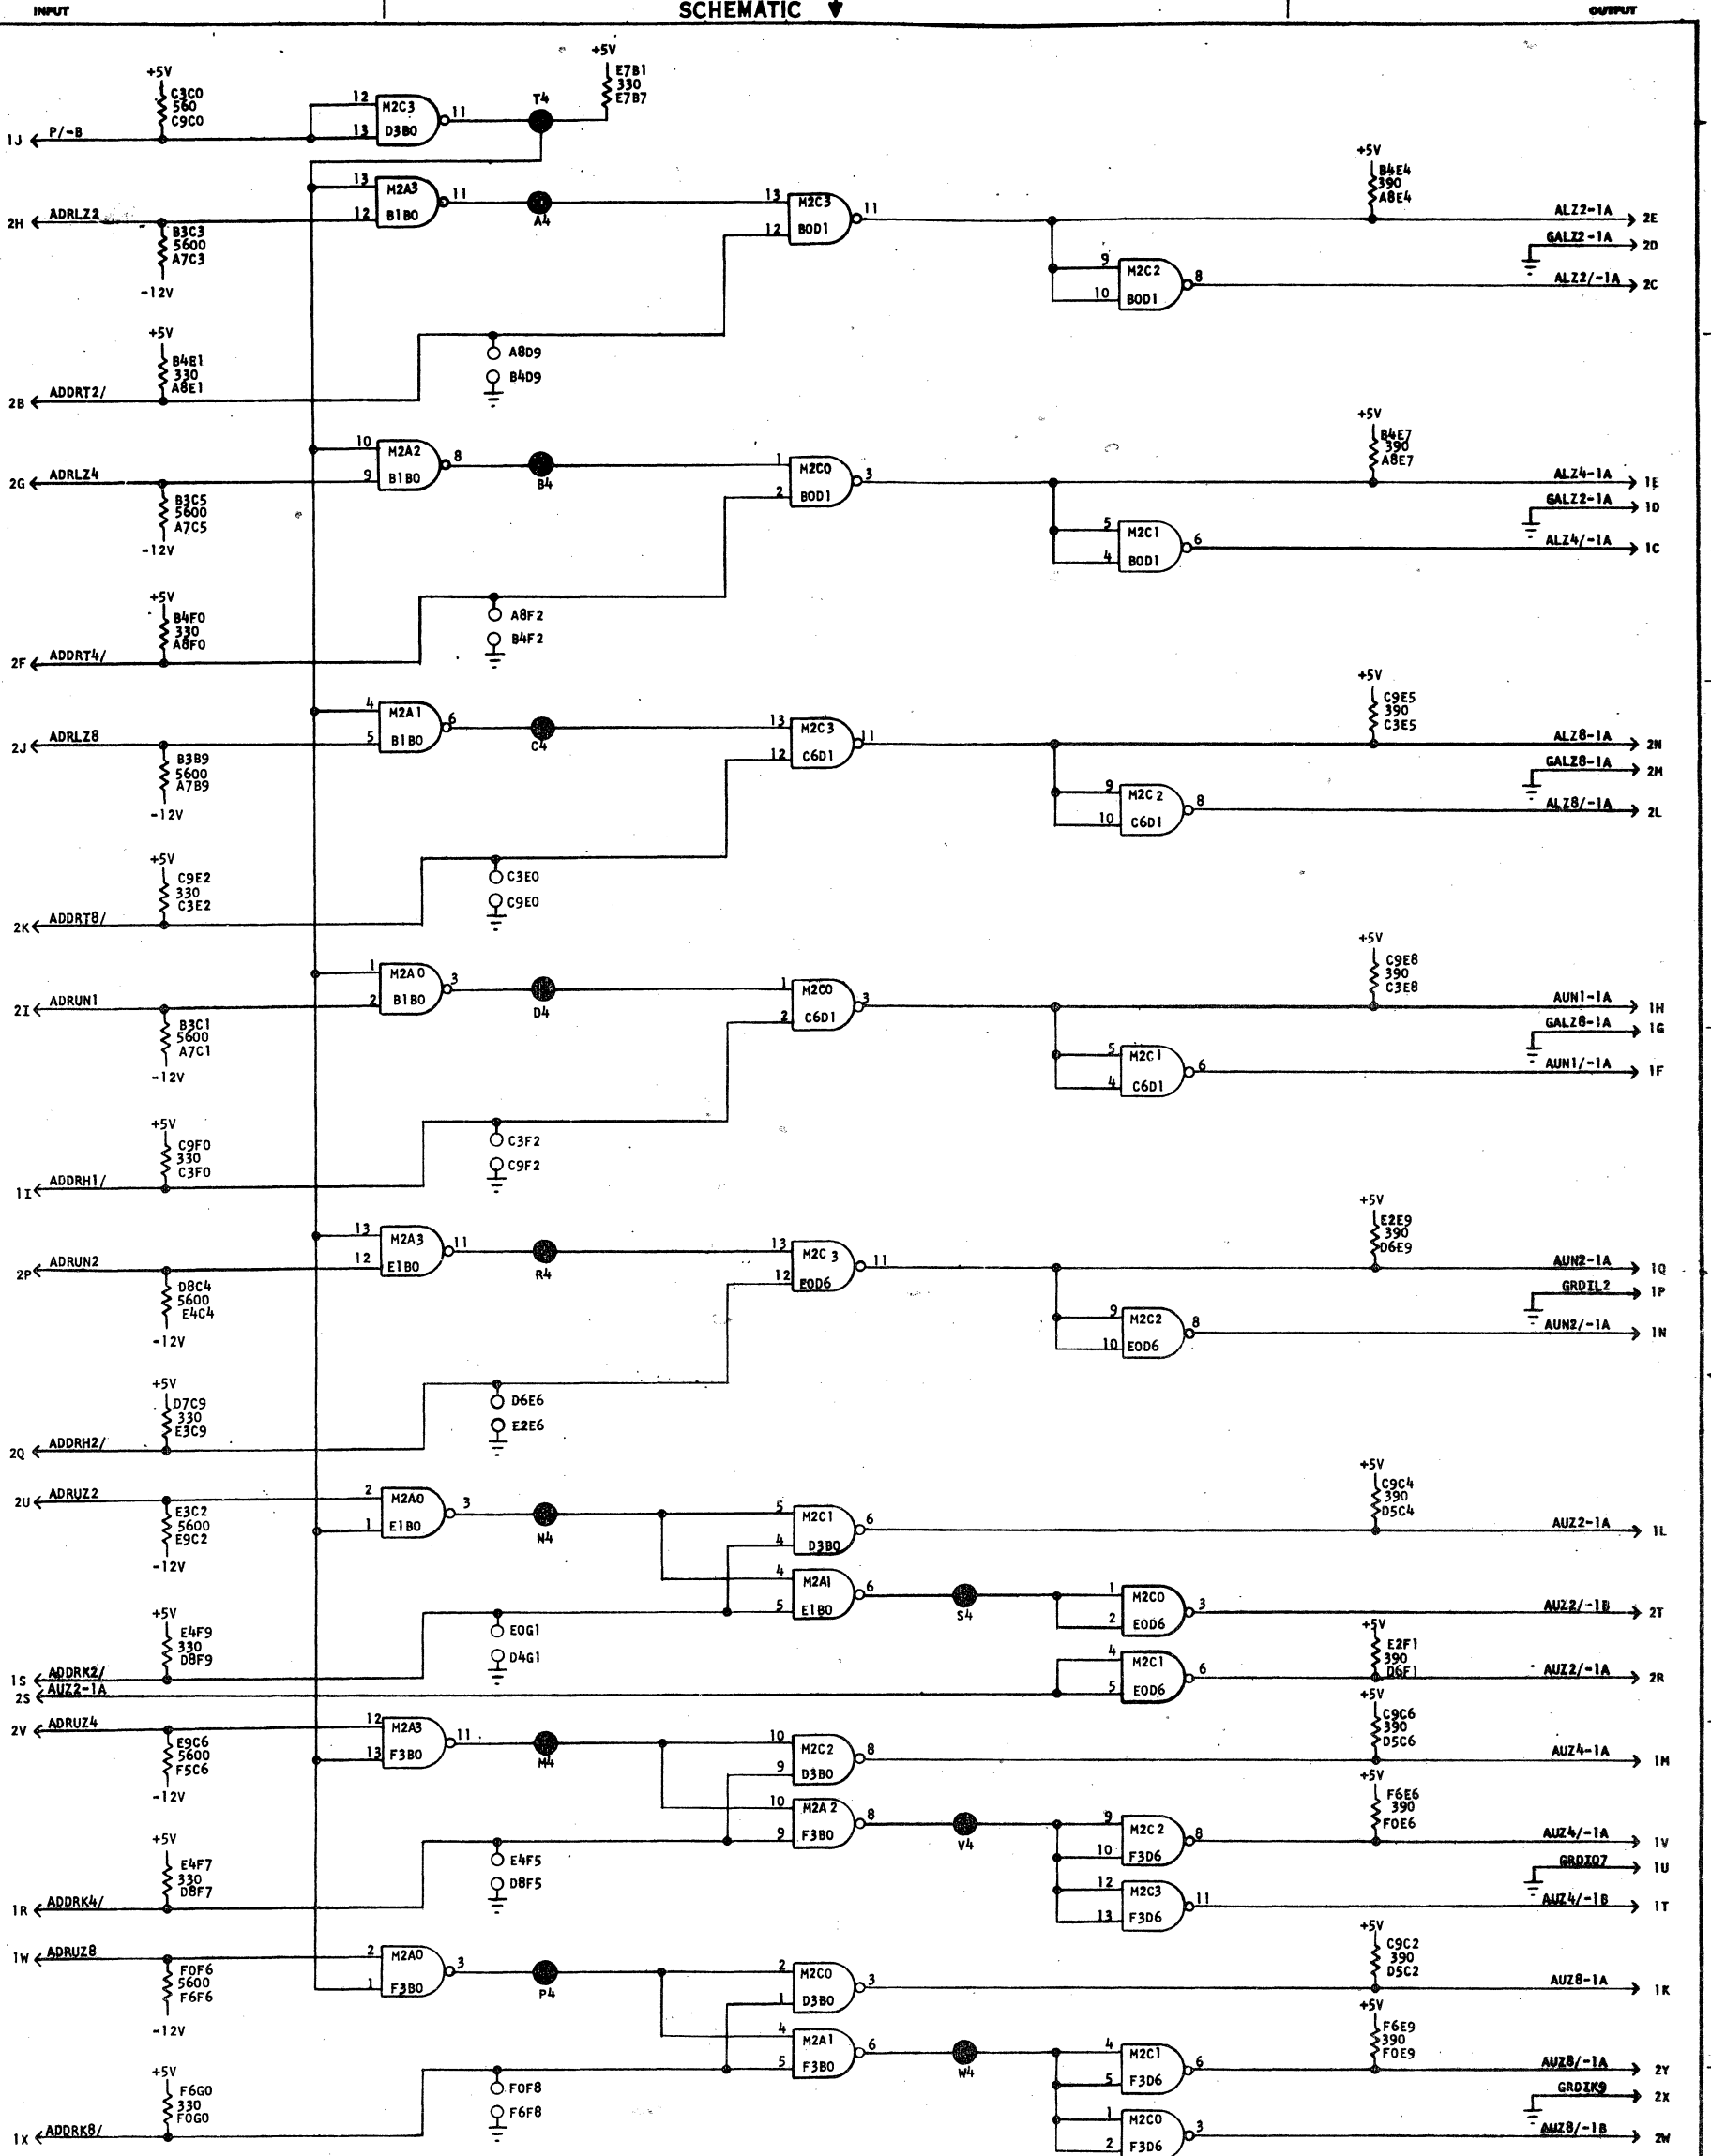 INPUT
SCHEMATIC
OUTPUT
+5V
E7B1
330
E7B7
+5V
C3C0
560
C9C0
1J
P/-B
12
13
M2C3
D3B0
11
T4
2H
ADRLZ2
B3C3
5600
A7C3
-12V
13
12
M2A3
B1B0
11
A4
13
12
M2C3
B0D1
11
+5V
B4E4
390
A8E4
ALZ2-1A
2E
GALZ2-1A
2D
9
10
M2C2
B0D1
8
ALZ2/-1A
2C
+5V
B4E1
330
A8E1
2B
ADDRT2/
A8D9
B4D9
2G
ADRLZ4
B3C5
5600
A7C5
-12V
10
9
M2A2
B1B0
8
B4
1
2
M2C0
B0D1
3
+5V
B4E7
390
A8E7
ALZ4-1A
1E
GALZ2-1A
1D
5
4
M2C1
B0D1
6
ALZ4/-1A
1C
+5V
B4F0
330
A8F0
2F
ADDRT4/
A8F2
B4F2
2J
ADRLZ8
B3B9
5600
A7B9
-12V
4
5
M2A1
B1B0
6
C4
13
12
M2C3
C6D1
11
+5V
C9E5
390
C3E5
ALZ8-1A
2N
GALZ8-1A
2M
9
10
M2C2
C6D1
8
ALZ8/-1A
2L
+5V
C9E2
330
C3E2
2K
ADDRT8/
C3E0
C9E0
2I
ADRUN1
B3C1
5600
A7C1
-12V
1
2
M2A0
B1B0
3
D4
1
2
M2C0
C6D1
3
+5V
C9E8
390
C3E8
AUN1-1A
1H
GALZ8-1A
1G
5
4
M2C1
C6D1
6
AUN1/-1A
1F
+5V
C9F0
330
C3F0
1I
ADDRH1/
C3F2
C9F2
2P
ADRUN2
D8C4
5600
E4C4
-12V
13
12
M2A3
E1B0
11
R4
13
12
M2C3
E0D6
11
+5V
E2E9
390
D6E9
AUN2-1A
1Q
GRDIL2
1P
9
10
M2C2
E0D6
8
AUN2/-1A
1N
+5V
D7C9
330
E3C9
2Q
ADDRH2/
D6E6
E2E6
2U
ADRUZ2
E3C2
5600
E9C2
-12V
2
1
M2A0
E1B0
3
N4
5
4
M2C1
D3B0
6
+5V
C9C4
390
D5C4
AUZ2-1A
1L
4
5
M2A1
E1B0
6
S4
1
2
M2C0
E0D6
3
AUZ2/-1B
2T
+5V
E4F9
330
D8F9
1S
ADDRK2/
E0G1
D4G1
2S
AUZ2-1A
4
5
M2C1
E0D6
6
+5V
E2F1
390
D6F1
AUZ2/-1A
2R
2V
ADRUZ4
E9C6
5600
F5C6
-12V
12
13
M2A3
F3B0
11
M4
10
9
M2C2
D3B0
8
+5V
C9C6
390
D5C6
AUZ4-1A
1M
10
9
M2A2
F3B0
8
V4
9
10
M2C2
F3D6
8
+5V
F6E6
390
F0E6
AUZ4/-1A
1V
GRDIO7
1U
12
13
M2C3
F3D6
11
AUZ4/-1B
1T
+5V
E4F7
330
D8F7
1R
ADDRK4/
E4F5
D8F5
1W
ADRUZ8
F0F6
5600
F6F6
-12V
2
1
M2A0
F3B0
3
P4
2
1
M2C0
D3B0
3
+5V
C9C2
390
D5C2
AUZ8-1A
1K
4
5
M2A1
F3B0
6
W4
4
5
M2C1
F3D6
6
+5V
F6E9
390
F0E9
AUZ8/-1A
2Y
GRDIK9
2X
1
2
M2C0
F3D6
3
AUZ8/-1B
2W
+5V
F6G0
330
F0G0
1X
ADDRK8/
F0F8
F6F8